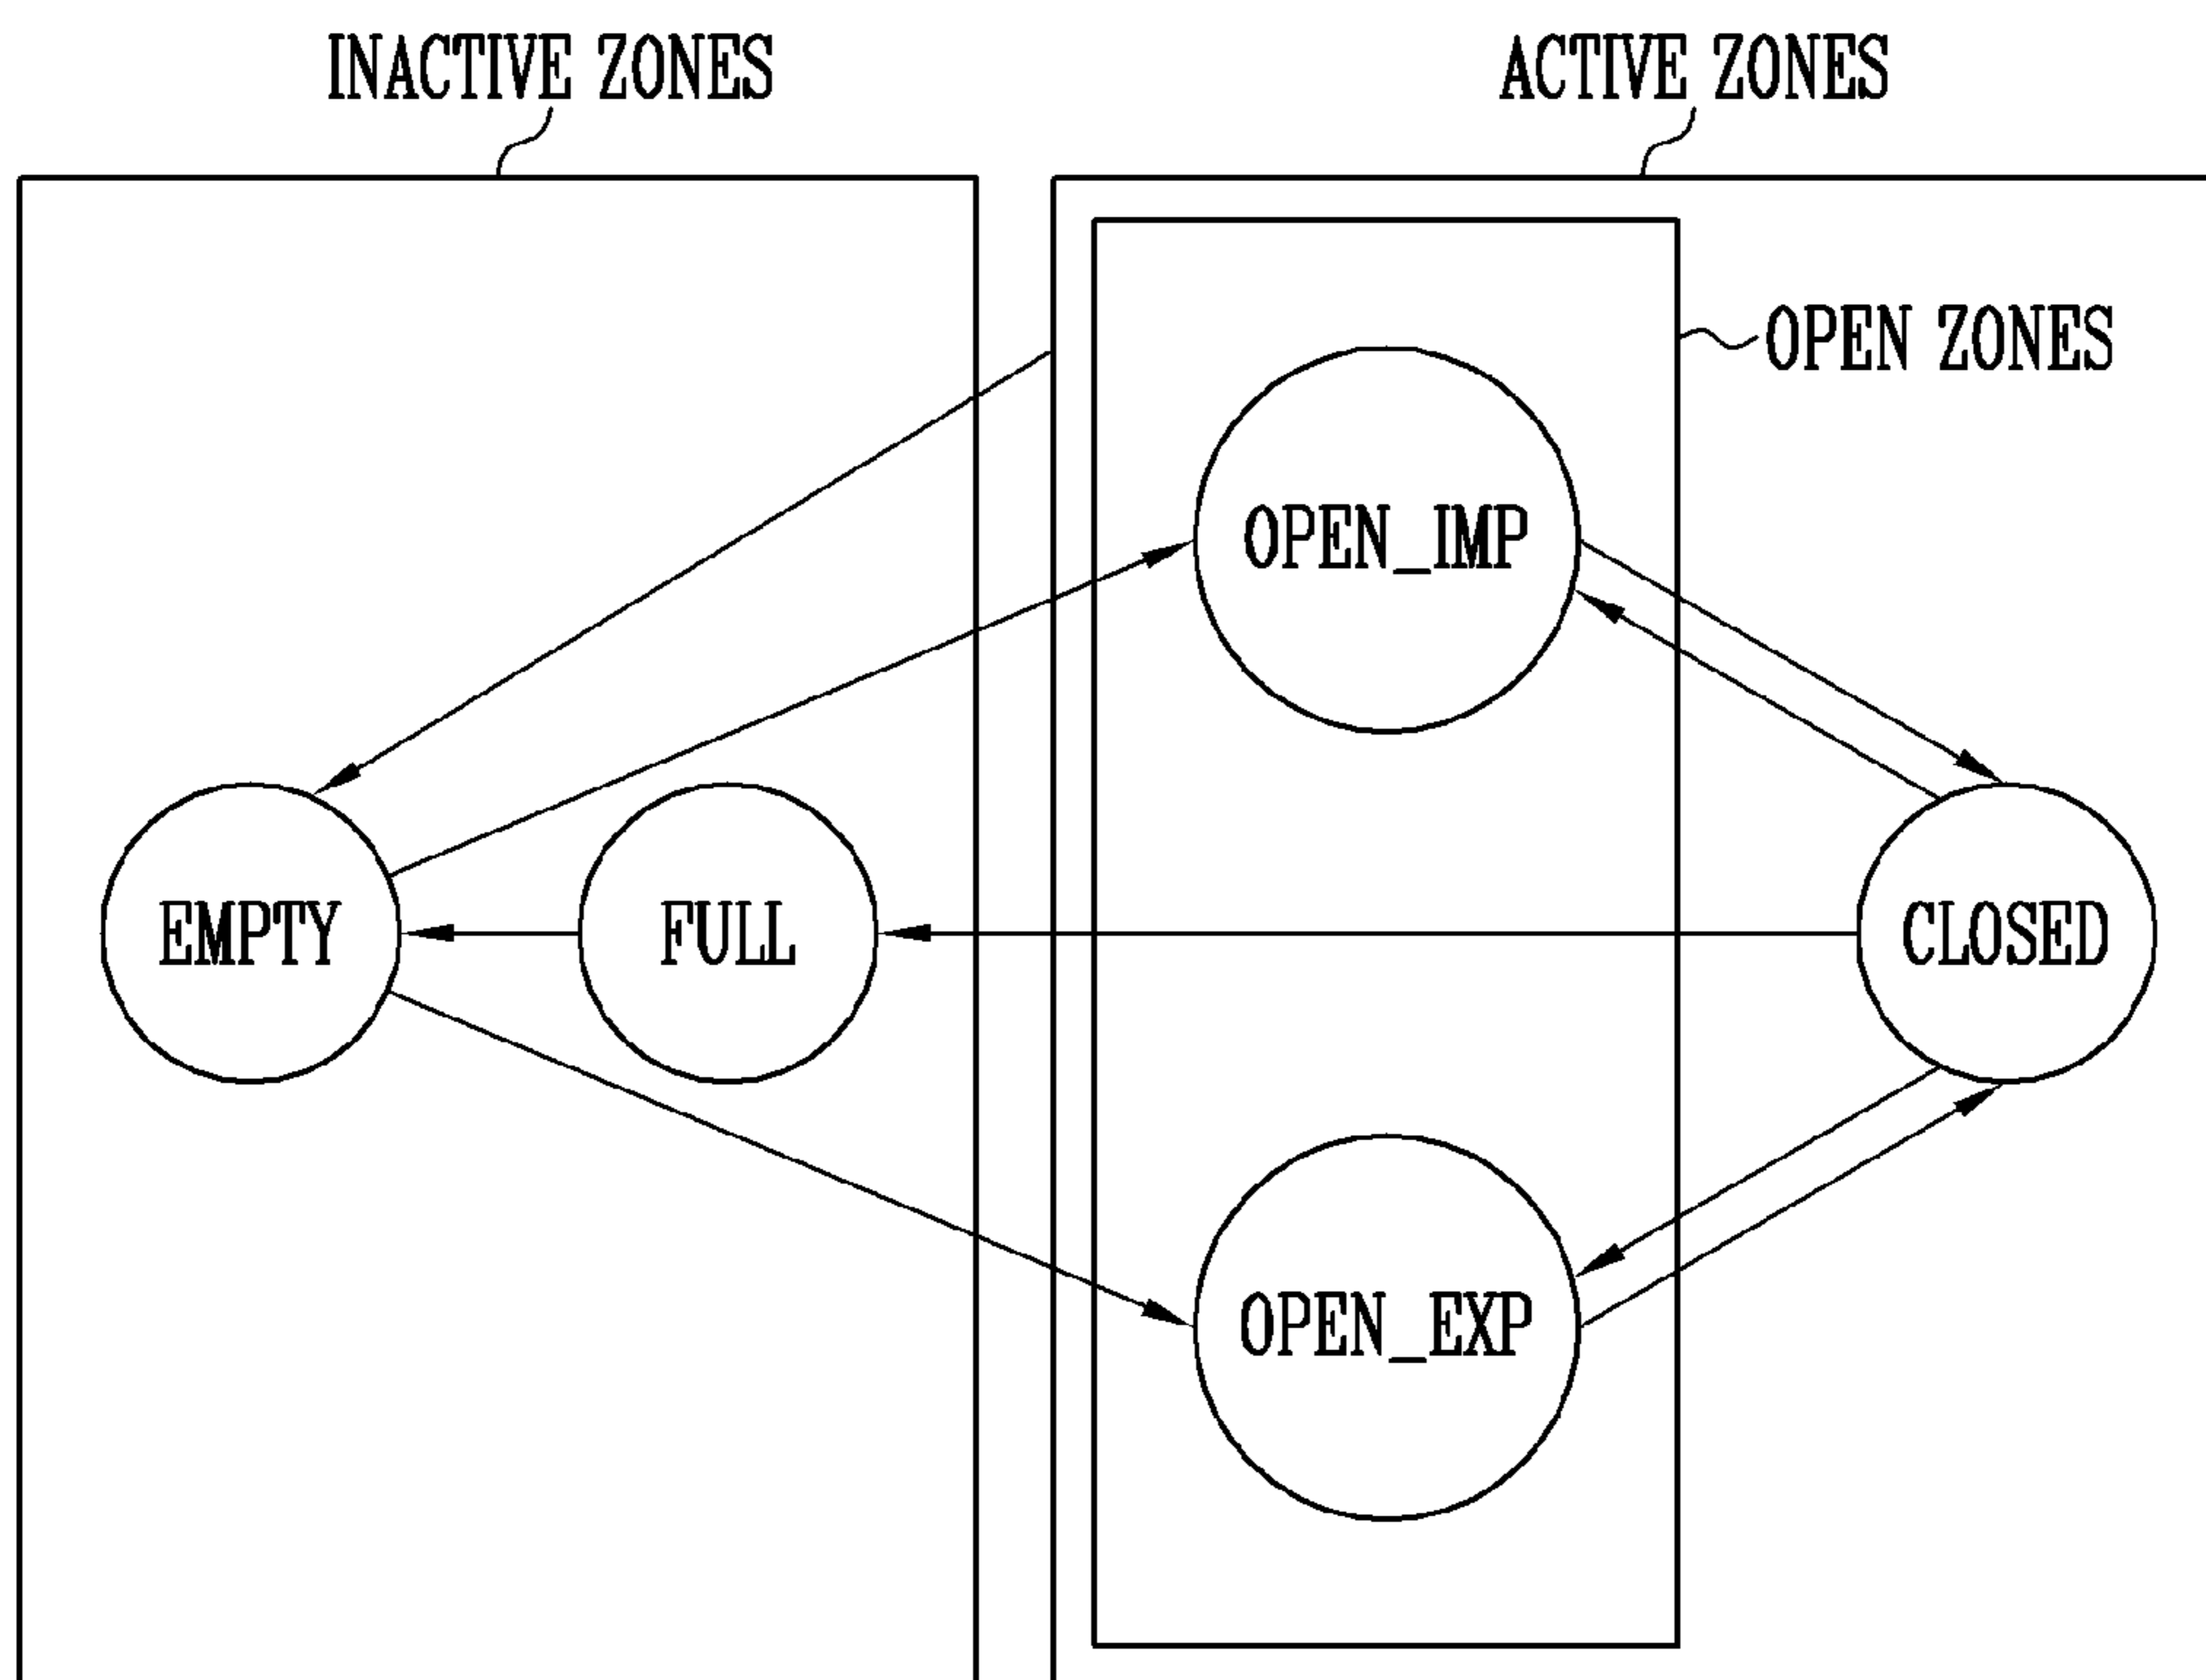 INACTIVE ZONES
ACTIVE ZONES
OPEN ZONES
OPEN_IMP
EMPTY
FULL
CLOSED
OPEN_EXP